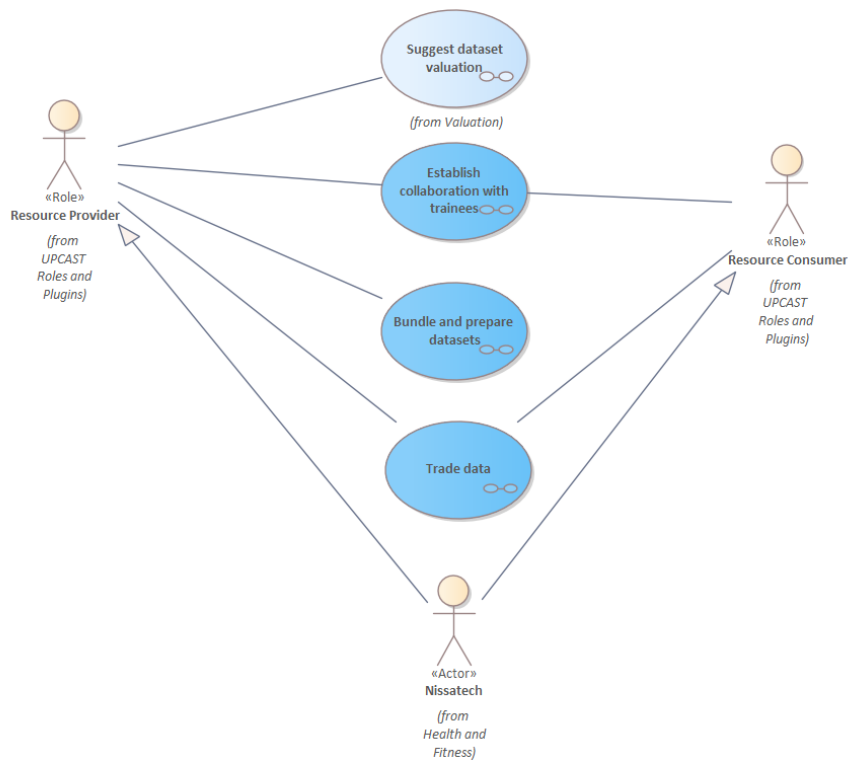 Suggest dataset
valuation
(from Valuation)
«Role»
Resource Provider
(from
UPCAST
Roles and
Plugins)
Establish
collaboration with
trainees
«Role»
Resource Consumer
(from
UPCAST
Roles and
Plugins)
Bundle and prepare
datasets
Trade data
«Actor»
Nissatech
(from
Health and
Fitness)